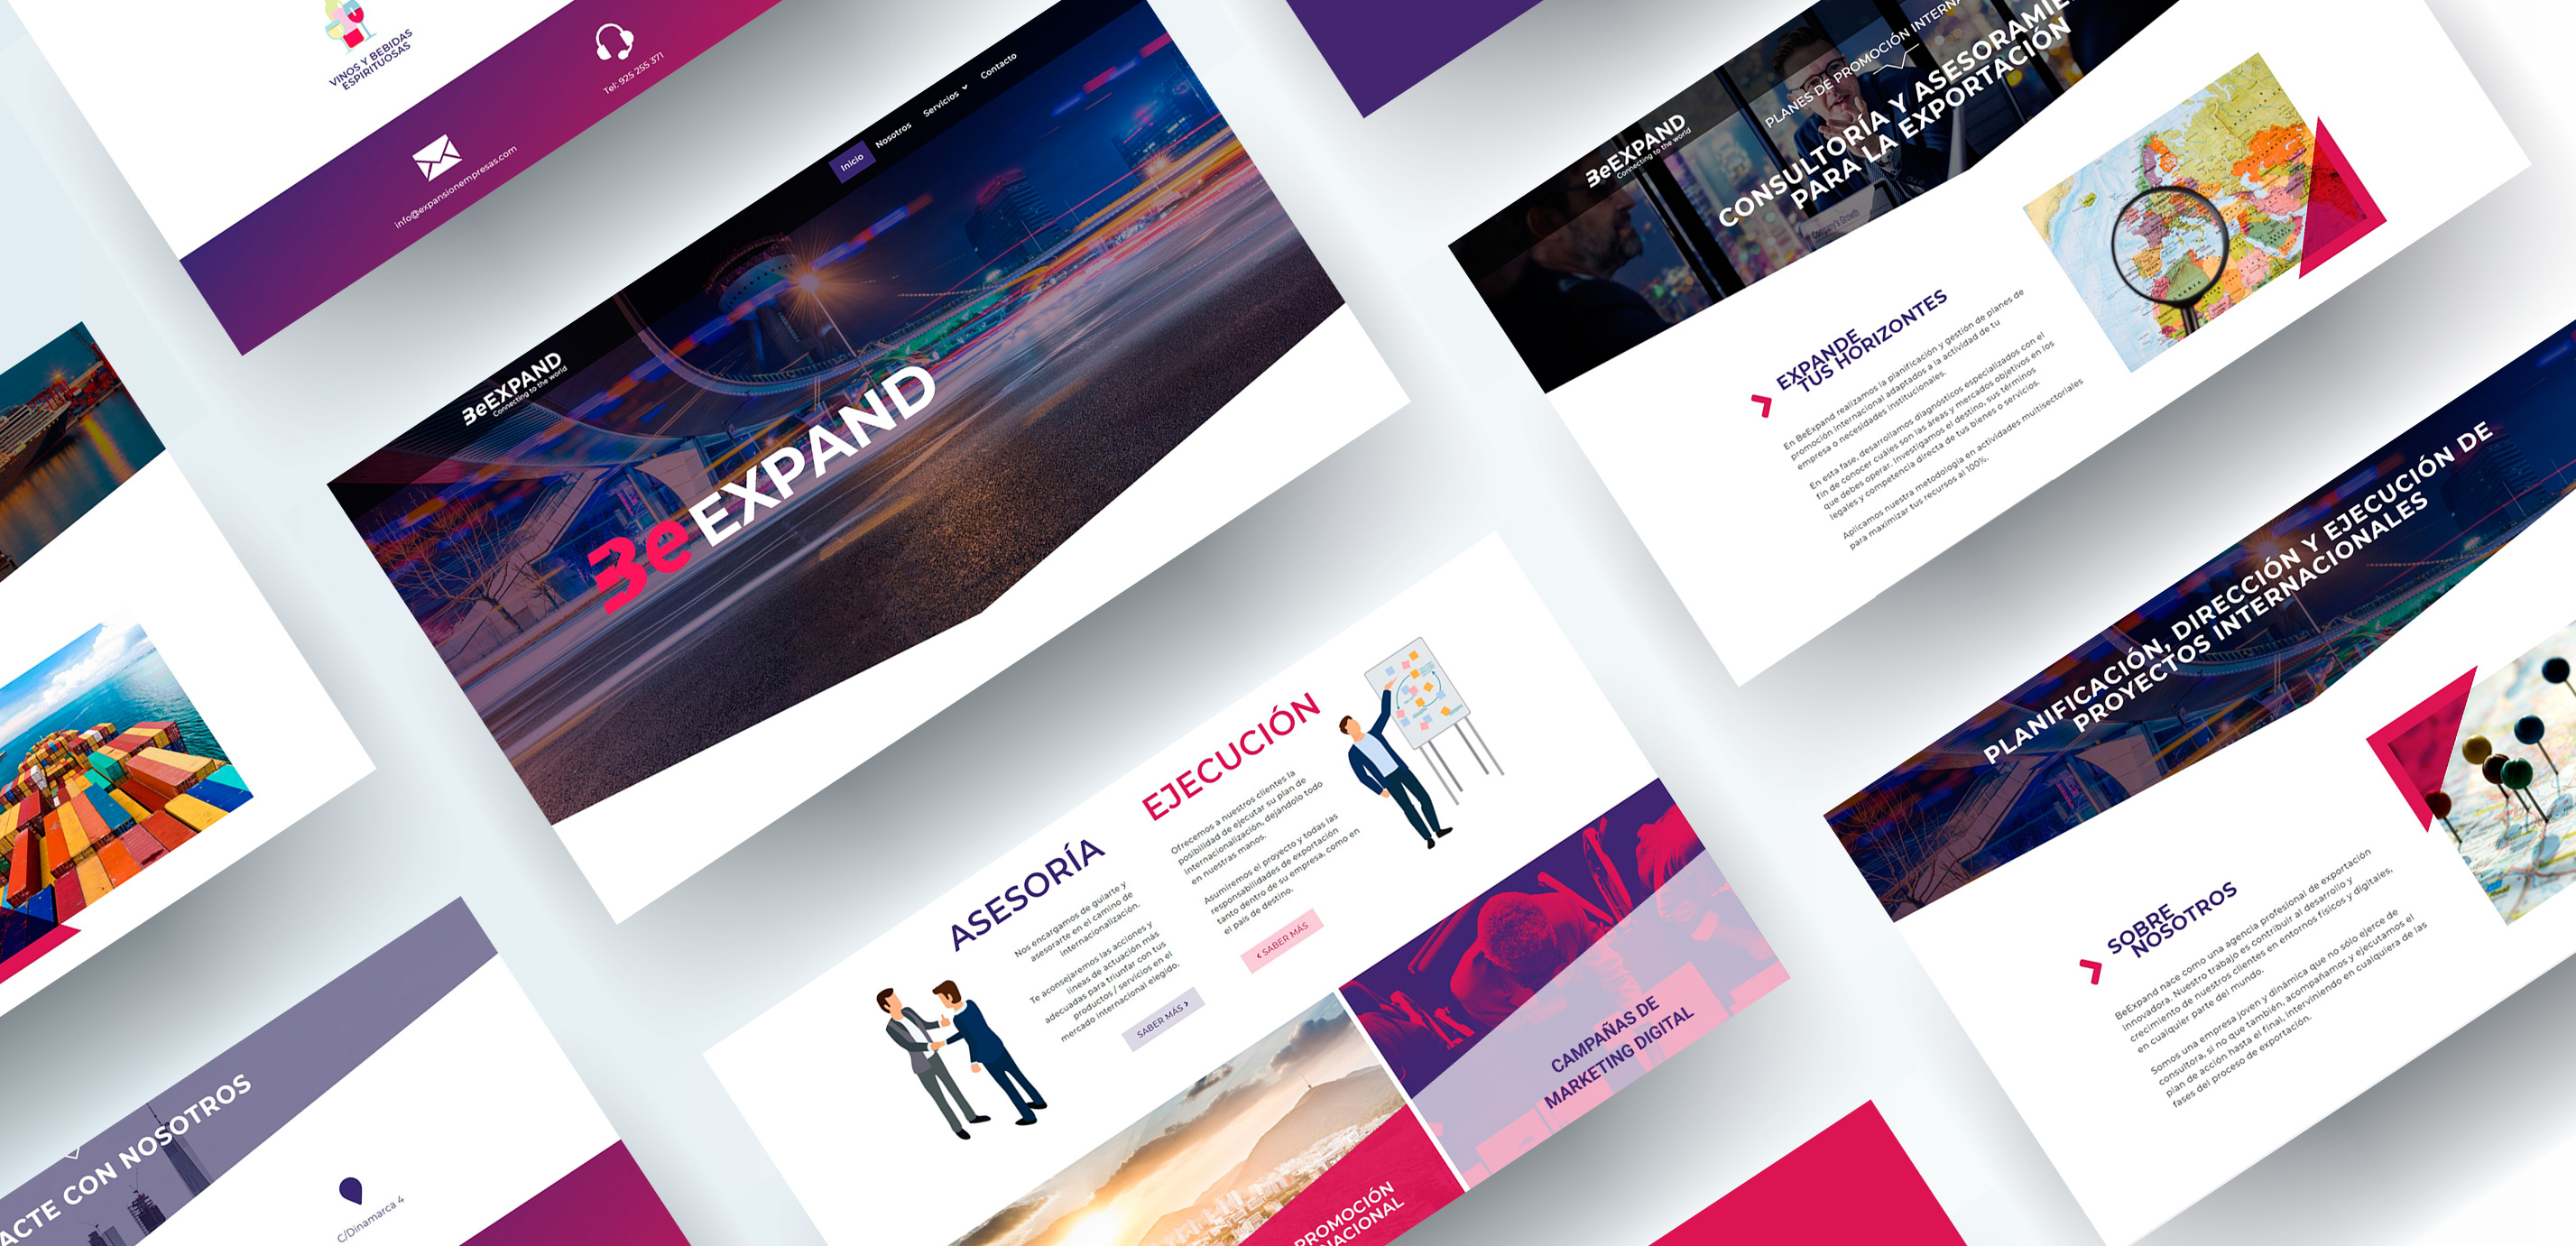 VINOS Y BEBIDAS
ESPIRITUOSAS
Tel: 925 255 371
info@expansionempresas.com
Inicio
Nosotros
Servicios
Contacto
BeEXPAND
Connecting to the world
BeEXPAND
BeEXPAND
Connecting to the world
PLANES DE PROMOCIÓN
CONSULTORÍA Y
PARA LA EXPORTACIÓN
Company's Growth
EXPANDE
TUS HORIZONTES
En BeExpand realizamos la planificación y gestión de planes de
promoción internacional adaptados a la actividad de tu
empresa o necesidades institucionales.
En esta fase, desarrollamos diagnósticos especializados con el
fin de conocer cuáles son las áreas y mercados objetivos en los
que debes operar. Investigamos el destino, sus términos
legales y competencia directa de tus bienes o servicios.
Aplicamos nuestra metodología en actividades multisectoriales
para maximizar tus recursos al 100%.
PLANIFICACIÓN, DIRECCIÓN Y EJECUCIÓN DE
PROYECTOS INTERNACIONALES
SOBRE
NOSOTROS
BeExpand nace como una agencia profesional de exportación
innovadora. Nuestro trabajo es contribuir al desarrollo y
crecimiento de nuestros clientes en entornos físicos y digitales,
en cualquier parte del mundo.
Somos una empresa joven y dinámica que no sólo ejerce de
consultora, si no que también, acompañamos y ejecutamos el
plan de acción hasta el final, interviniendo en cualquiera de las
fases del proceso de exportación.
ASESORÍA
Nos encargamos de guiarte y
asesorarte en el camino de
internacionalización.
Te aconsejaremos las acciones y
líneas de actuación más
adecuadas para triunfar con tus
productos / servicios en el
mercado internacional elegido.
SABER MÁS
EJECUCIÓN
Ofrecemos a nuestros clientes la
posibilidad de ejecutar su plan de
internacionalización, dejándolo todo
en nuestras manos.
Asumiremos el proyecto y todas las
responsabilidades de exportación
tanto dentro de su empresa, como en
el país de destino.
SABER MÁS
CAMPAÑAS DE
MARKETING DIGITAL
CON NOSOTROS
C/Dinamarca 4